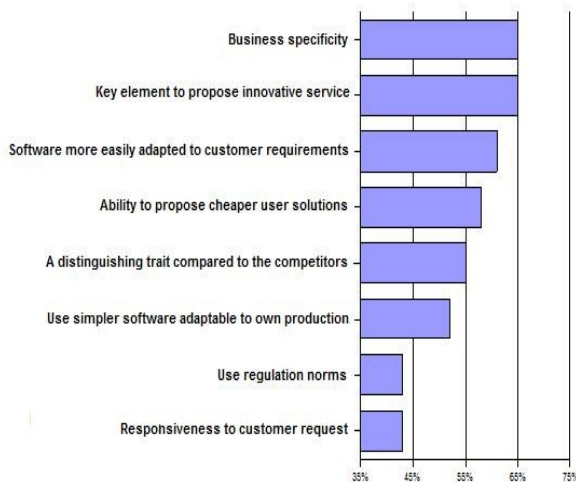 Business specificity
Key element to propose innovative service
Software more easily adapted to customer requirements
Ability to propose cheaper user solutions
A distinguishing trait compared to the competitors
Use simpler software adaptable to own production
Use regulation norms
Responsiveness to customer request
35% 45% 55% 65% 75%